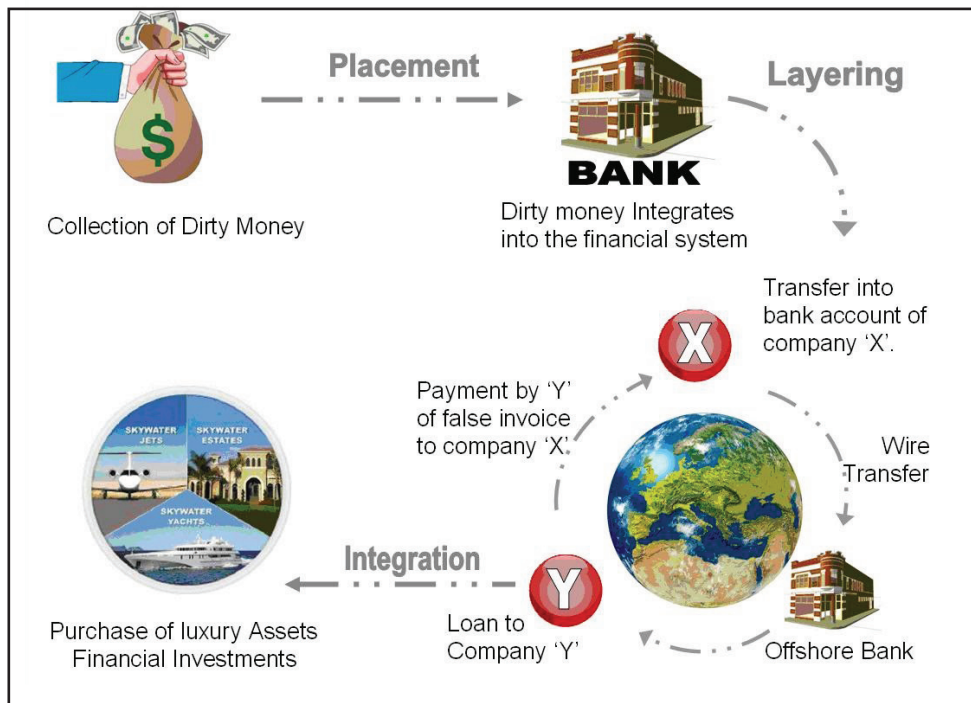 Placement
Layering
$
BANK
Collection of Dirty Money
Dirty money Integrates
into the financial system
Transfer into
bank account of
company ‘X’.
X
Payment by ‘Y’
of false invoice
to company ‘X’
Wire
Transfer
SKYWATER
JETS
SKYWATER
ESTATES
SKYWATER
YACHTS
Integration
Y
Purchase of luxury Assets
Financial Investments
Loan to
Company ‘Y’
Offshore Bank